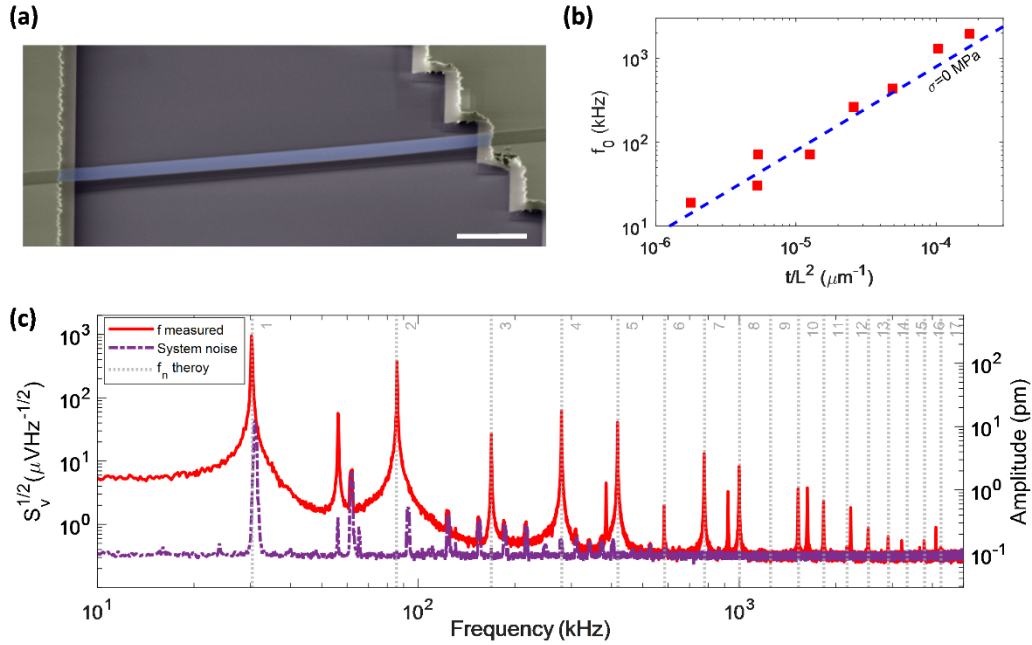 (a)
(b)
f₀ (kHz)
10³
10²
10¹
σ=0 MPa
10⁻⁶
10⁻⁵
10⁻⁴
t/L² (μm⁻¹)
(c)
f measured
System noise
f_n theroy
1
2
3
4
5
6
7
8
9
10
11
12
13
14
15
16
17
S_v^1/2 (μVHz⁻¹/²)
10³
10²
10¹
10⁰
Amplitude (pm)
10²
10¹
10⁰
10⁻¹
10¹
10²
10³
Frequency (kHz)